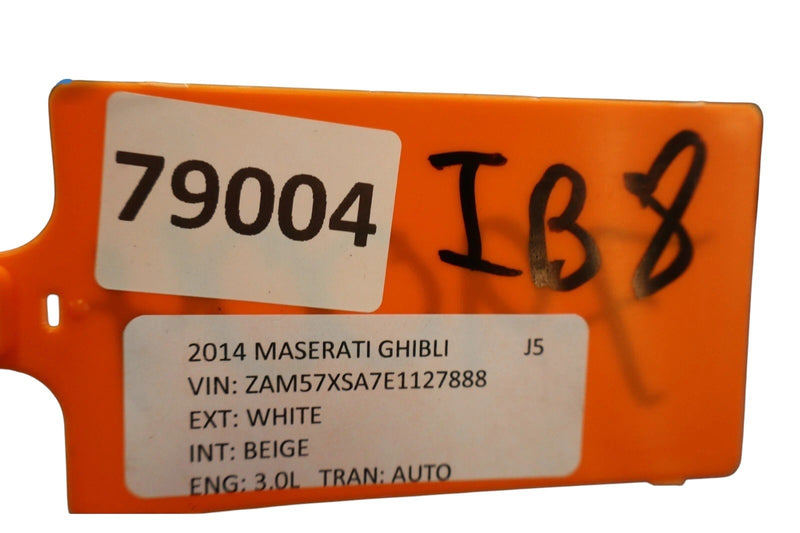 79004
IB8
2014 MASERATI GHIBLI J5
VIN: ZAM57XSA7E1127888
EXT: WHITE
INT: BEIGE
ENG: 3.0L TRAN: AUTO